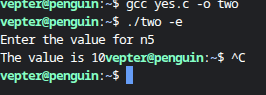 vepter@penguin:~$ gcc yes.c -o two
vepter@penguin:~$ ./two -e
Enter the value for n5
The value is 10vepter@penguin:~$ ^C
vepter@penguin:~$